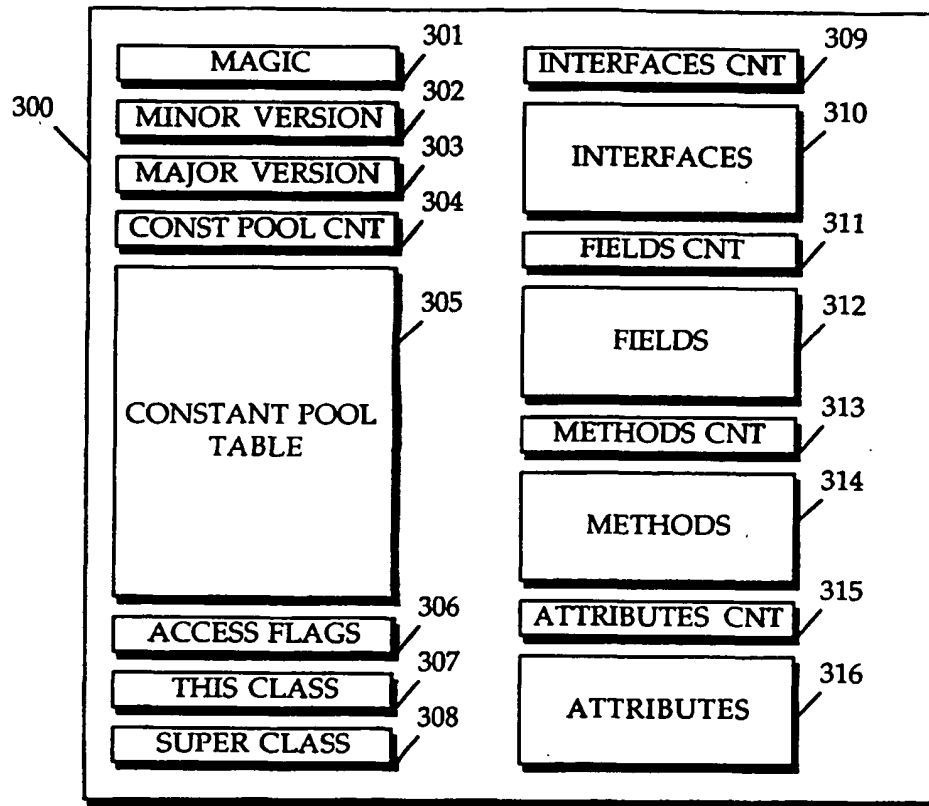 300
MAGIC
301
MINOR VERSION
302
MAJOR VERSION
303
CONST POOL CNT
304
CONSTANT POOL
TABLE
305
ACCESS FLAGS
306
THIS CLASS
307
SUPER CLASS
308
INTERFACES CNT
309
INTERFACES
310
FIELDS CNT
311
FIELDS
312
METHODS CNT
313
METHODS
314
ATTRIBUTES CNT
315
ATTRIBUTES
316